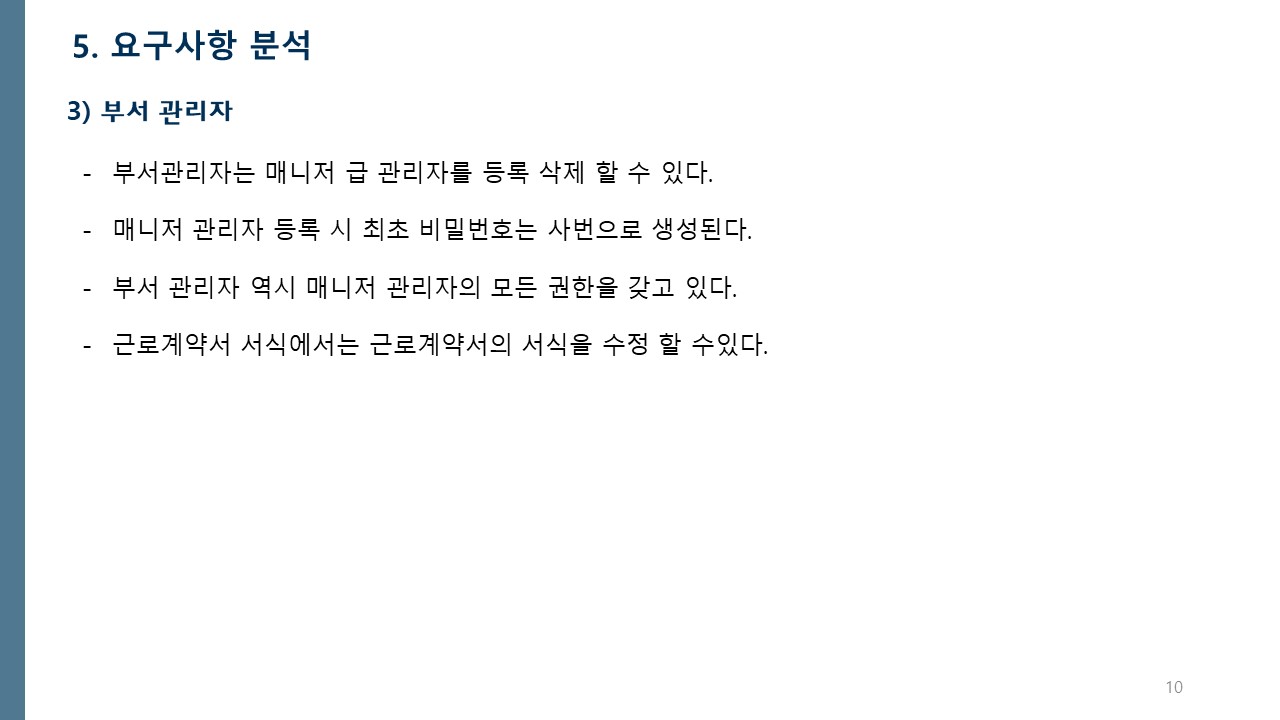 5. 요구사항 분석
3) 부서 관리자
- 부서관리자는 매니저 급 관리자를 등록 삭제 할 수 있다.
- 매니저 관리자 등록 시 최초 비밀번호는 사번으로 생성된다.
- 부서 관리자 역시 매니저 관리자의 모든 권한을 갖고 있다.
- 근로계약서 서식에서는 근로계약서의 서식을 수정 할 수있다.
10